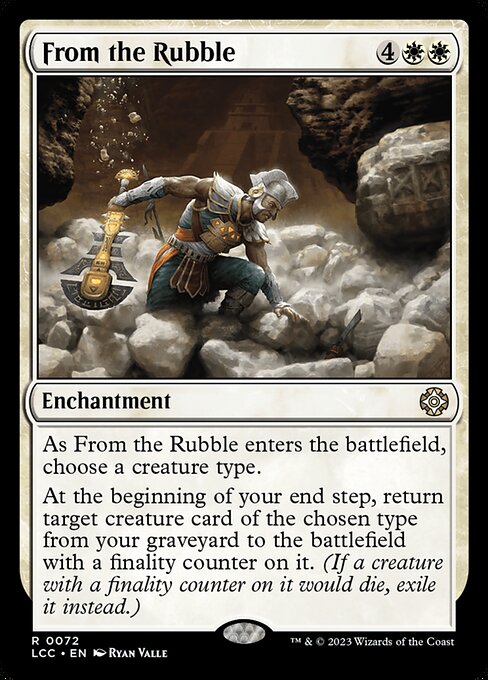 From the Rubble 4
Enchantment
As From the Rubble enters the battlefield,
choose a creature type.
At the beginning of your end step, return
target creature card of the chosen type
from your graveyard to the battlefield
with a finality counter on it. (If a creature
with a finality counter on it would die, exile
it instead.)
R 0072
LCC • EN Ryan Valle
™ & © 2023 Wizards of the Coast